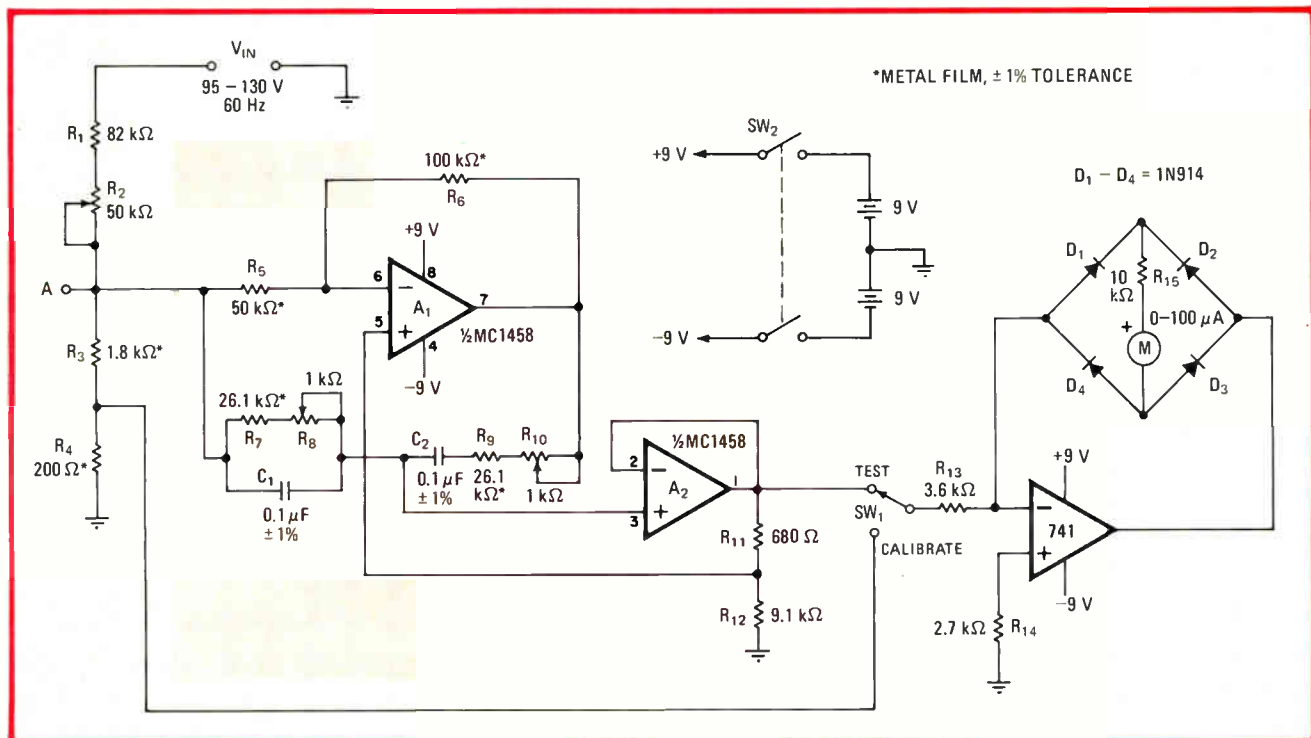 V_IN
95 – 130 V
60 Hz
*METAL FILM, ± 1% TOLERANCE
R1 82 kΩ
R2
50 kΩ
A
R3 1.8 kΩ*
R4
200 Ω*
R5
50 kΩ*
100 kΩ*
R6
+9 V
6
8
–
A1
7
5
+
4
½MC1458
–9 V
26.1 kΩ*
1 kΩ
R7
R8
C1
0.1 µF
± 1%
C2
R9
R10
0.1 µF
± 1%
26.1
kΩ*
1 kΩ
½MC1458
2
–
A2
1
3
+
R11 680 Ω
R12 9.1 kΩ
SW2
+9 V
9 V
9 V
–9 V
TEST
SW1
CALIBRATE
R13
3.6 kΩ
D1 – D4 = 1N914
D1
D2
10
kΩ
R15
0–100 µA
+
M
D4
D3
+9 V
–
741
+
–9 V
2.7 kΩ
R14